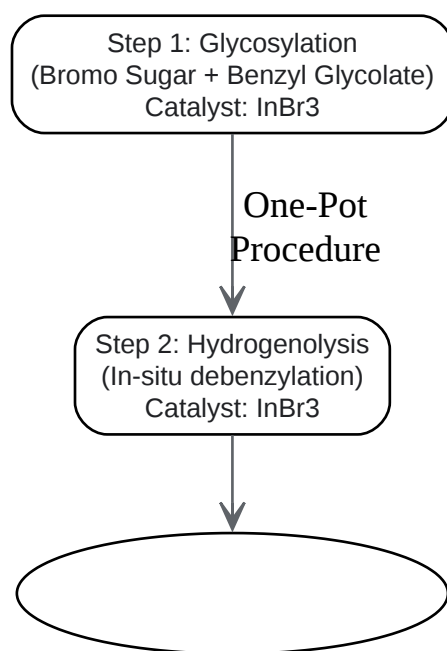 Step 1: Glycosylation
(Bromo Sugar + Benzyl Glycolate)
Catalyst: InBr3
One-Pot
Procedure
Step 2: Hydrogenolysis
(In-situ debenzylation)
Catalyst: InBr3